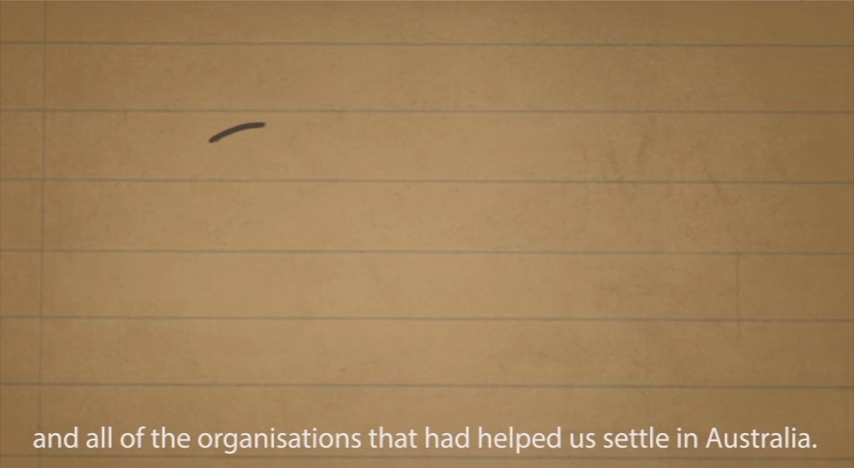 and all of the organisations that had helped us settle in Australia.